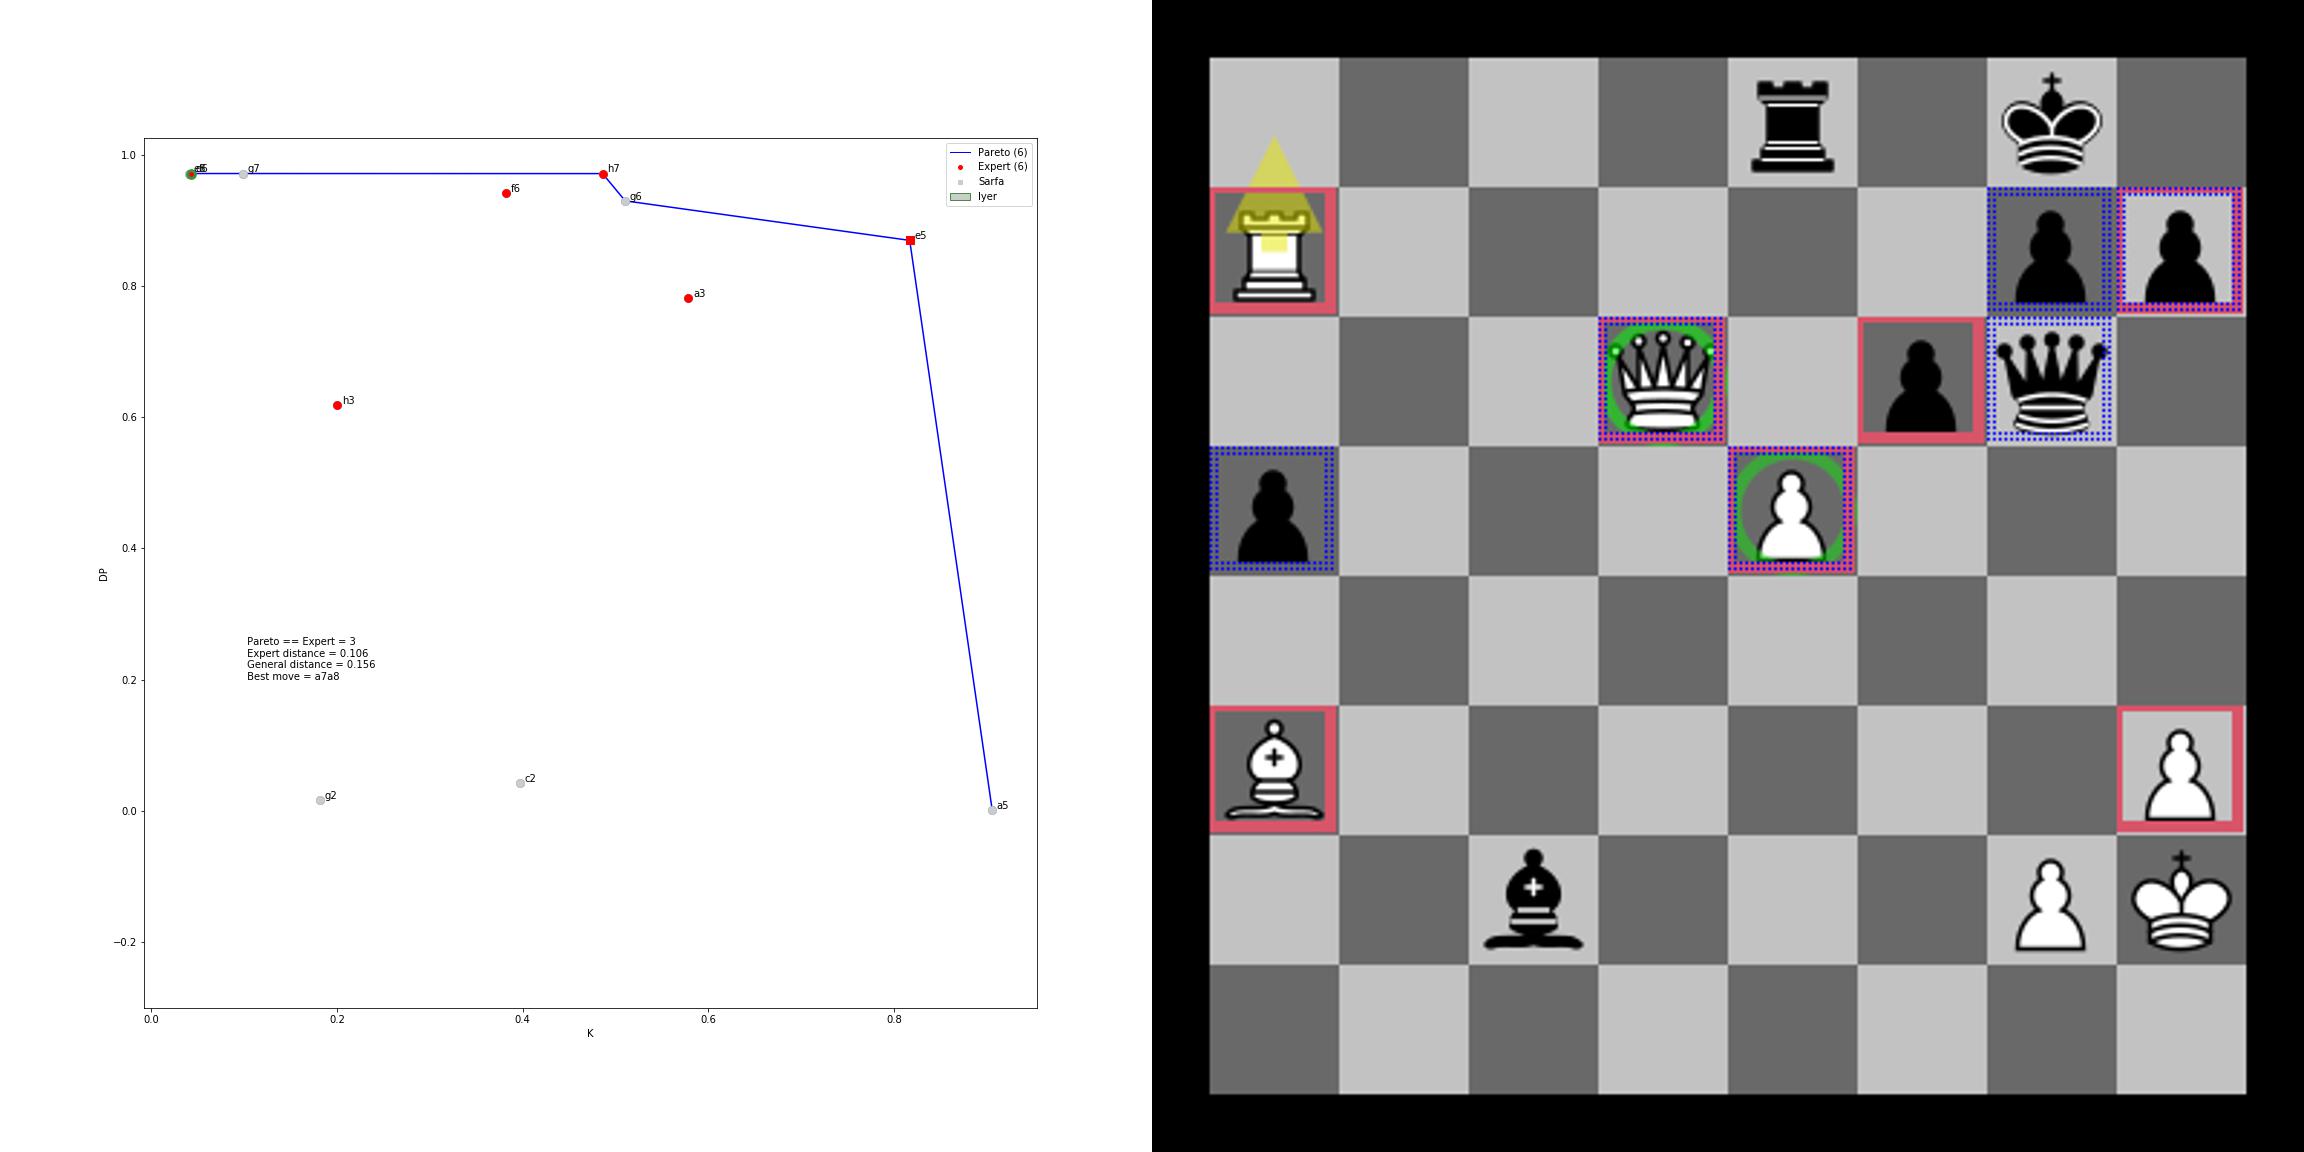 1.0
0.8
0.6
0.4
0.2
0.0
−0.2
DP
0.0
0.2
0.4
0.6
0.8
K
Pareto (6)
Expert (6)
Sarfa
Iyer
g7
h7
f6
g6
e5
a3
h3
Pareto == Expert = 3
Expert distance = 0.106
General distance = 0.156
Best move = a7a8
c2
g2
a5